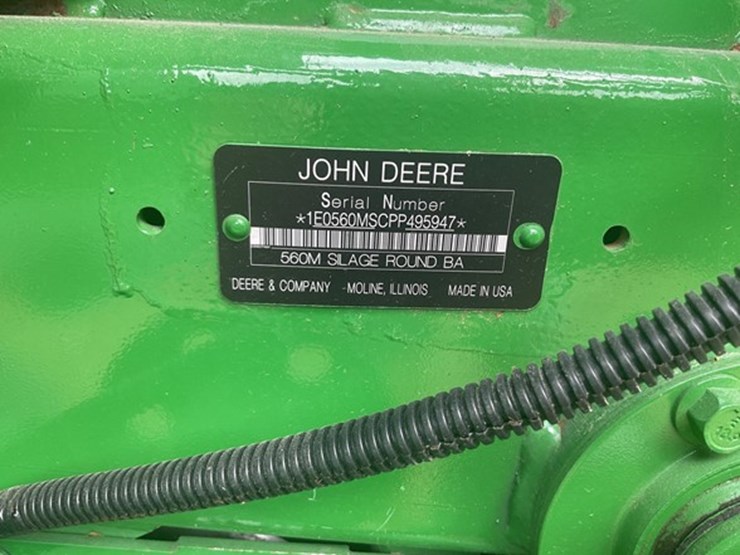 JOHN DEERE
Serial Number
*1E0560MSCPP495947*
560M SILAGE ROUND BA
DEERE & COMPANY MOLINE, ILLINOIS MADE IN USA